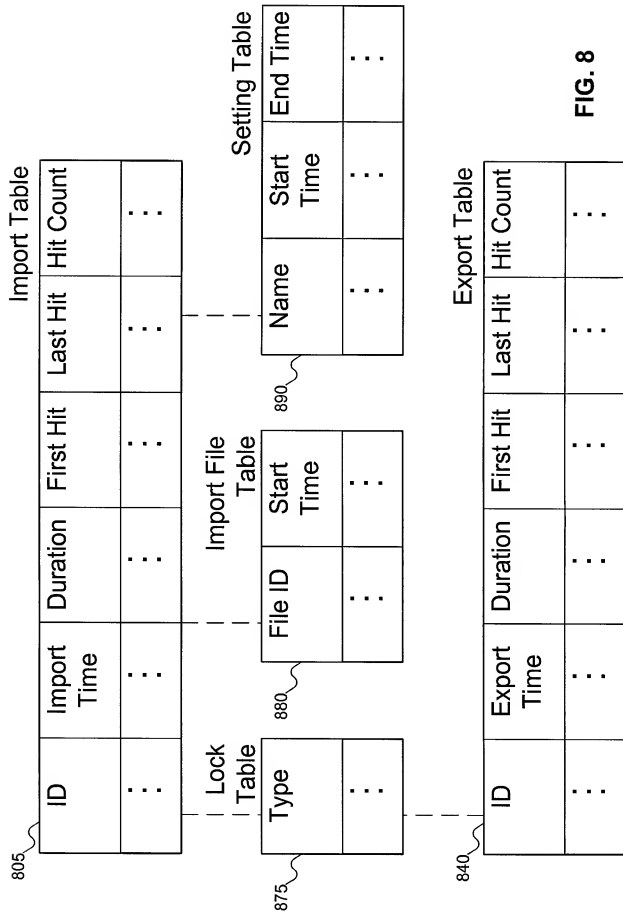 Import Table
805
ID
Import
Time
Duration
First Hit
Last Hit
Hit Count
...
...
...
...
...
...
Lock
Table
875
Type
...
Import File
Table
880
File ID
Start
Time
...
...
Setting Table
890
Name
Start
Time
End Time
...
...
...
Export Table
840
ID
Export
Time
Duration
First Hit
Last Hit
Hit Count
...
...
...
...
...
...
FIG. 8